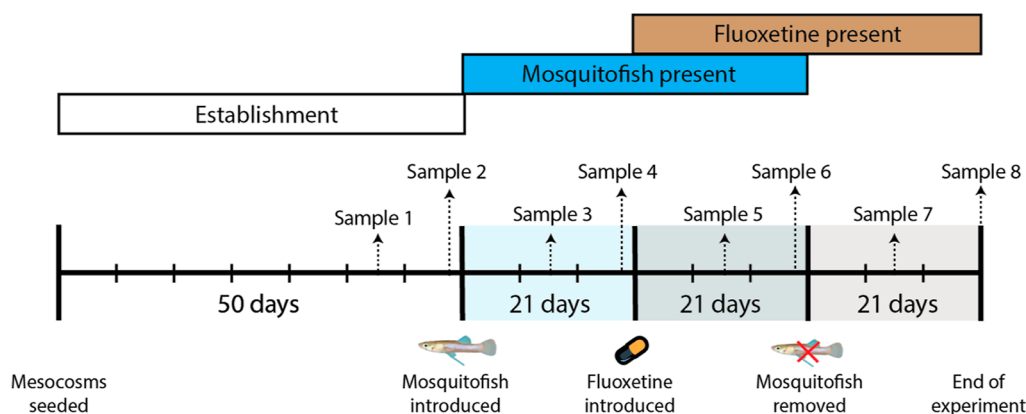 Fluoxetine present
Mosquitofish present
Establishment
Sample 2
Sample 4
Sample 6
Sample 8
Sample 1
Sample 3
Sample 5
Sample 7
50 days
21 days
21 days
21 days
Mesocosms
seeded
Mosquitofish
introduced
Fluoxetine
introduced
Mosquitofish
removed
End of
experiment